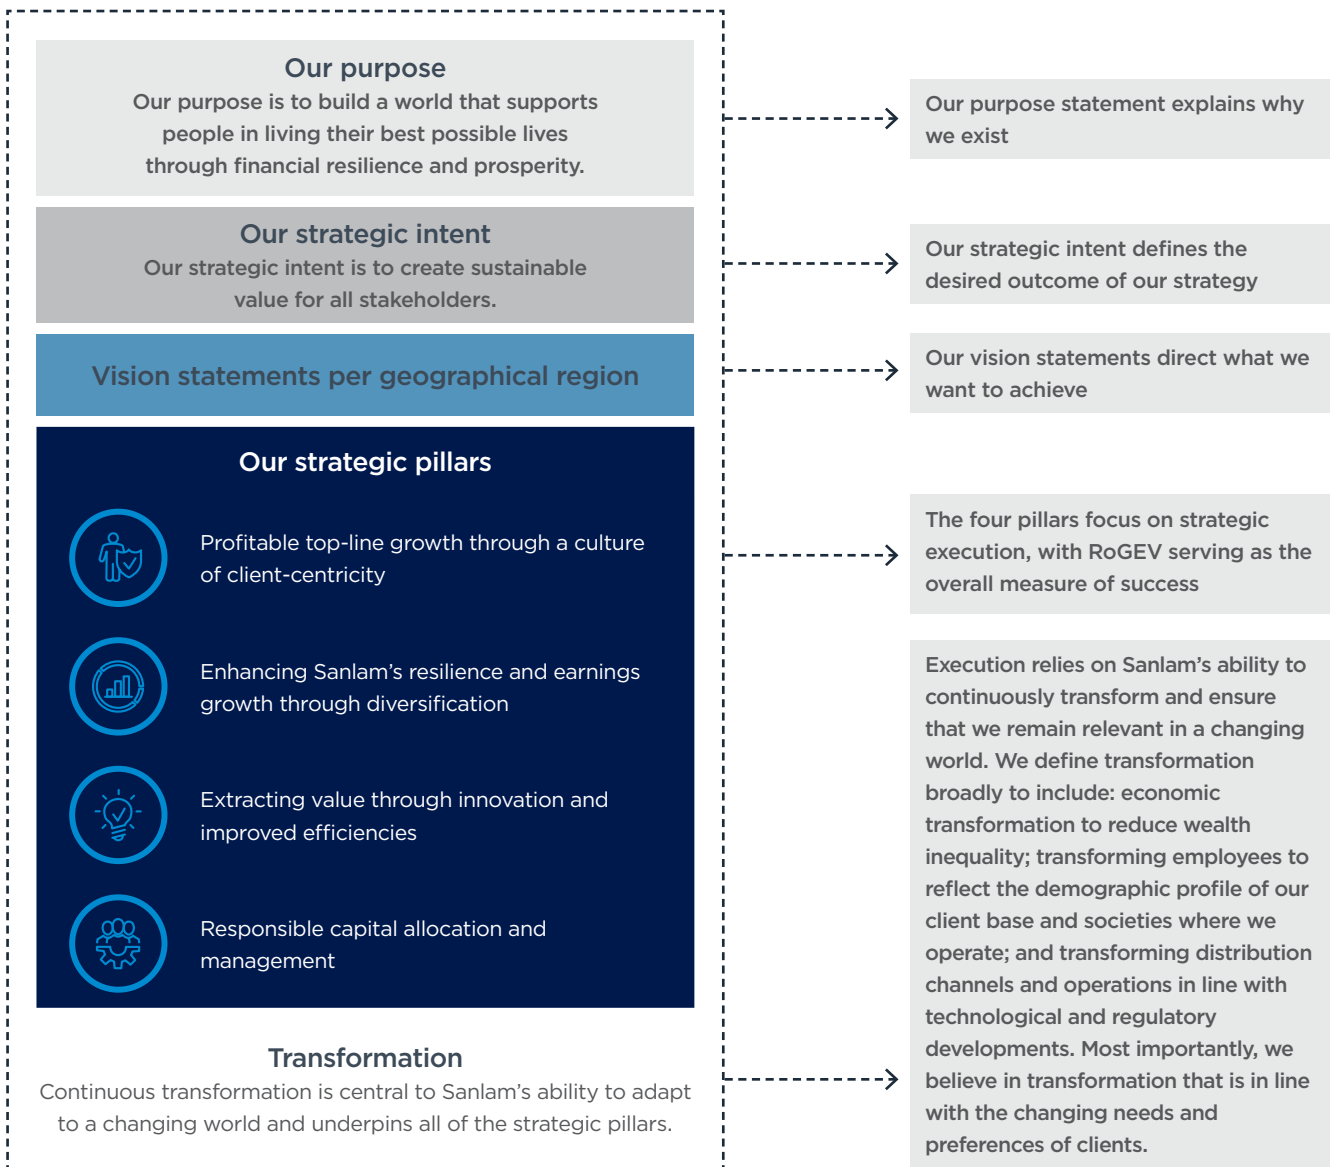 Our purpose
Our purpose is to build a world that supports
people in living their best possible lives
through financial resilience and prosperity.
Our purpose statement explains why
we exist
Our strategic intent
Our strategic intent is to create sustainable
value for all stakeholders.
Our strategic intent defines the
desired outcome of our strategy
Vision statements per geographical region
Our vision statements direct what we
want to achieve
Our strategic pillars
Profitable top-line growth through a culture
of client-centricity
Enhancing Sanlam's resilience and earnings
growth through diversification
Extracting value through innovation and
improved efficiencies
Responsible capital allocation and
management
The four pillars focus on strategic
execution, with RoGEV serving as the
overall measure of success
Transformation
Continuous transformation is central to Sanlam's ability to adapt
to a changing world and underpins all of the strategic pillars.
Execution relies on Sanlam's ability to
continuously transform and ensure
that we remain relevant in a changing
world. We define transformation
broadly to include: economic
transformation to reduce wealth
inequality; transforming employees to
reflect the demographic profile of our
client base and societies where we
operate; and transforming distribution
channels and operations in line with
technological and regulatory
developments. Most importantly, we
believe in transformation that is in line
with the changing needs and
preferences of clients.